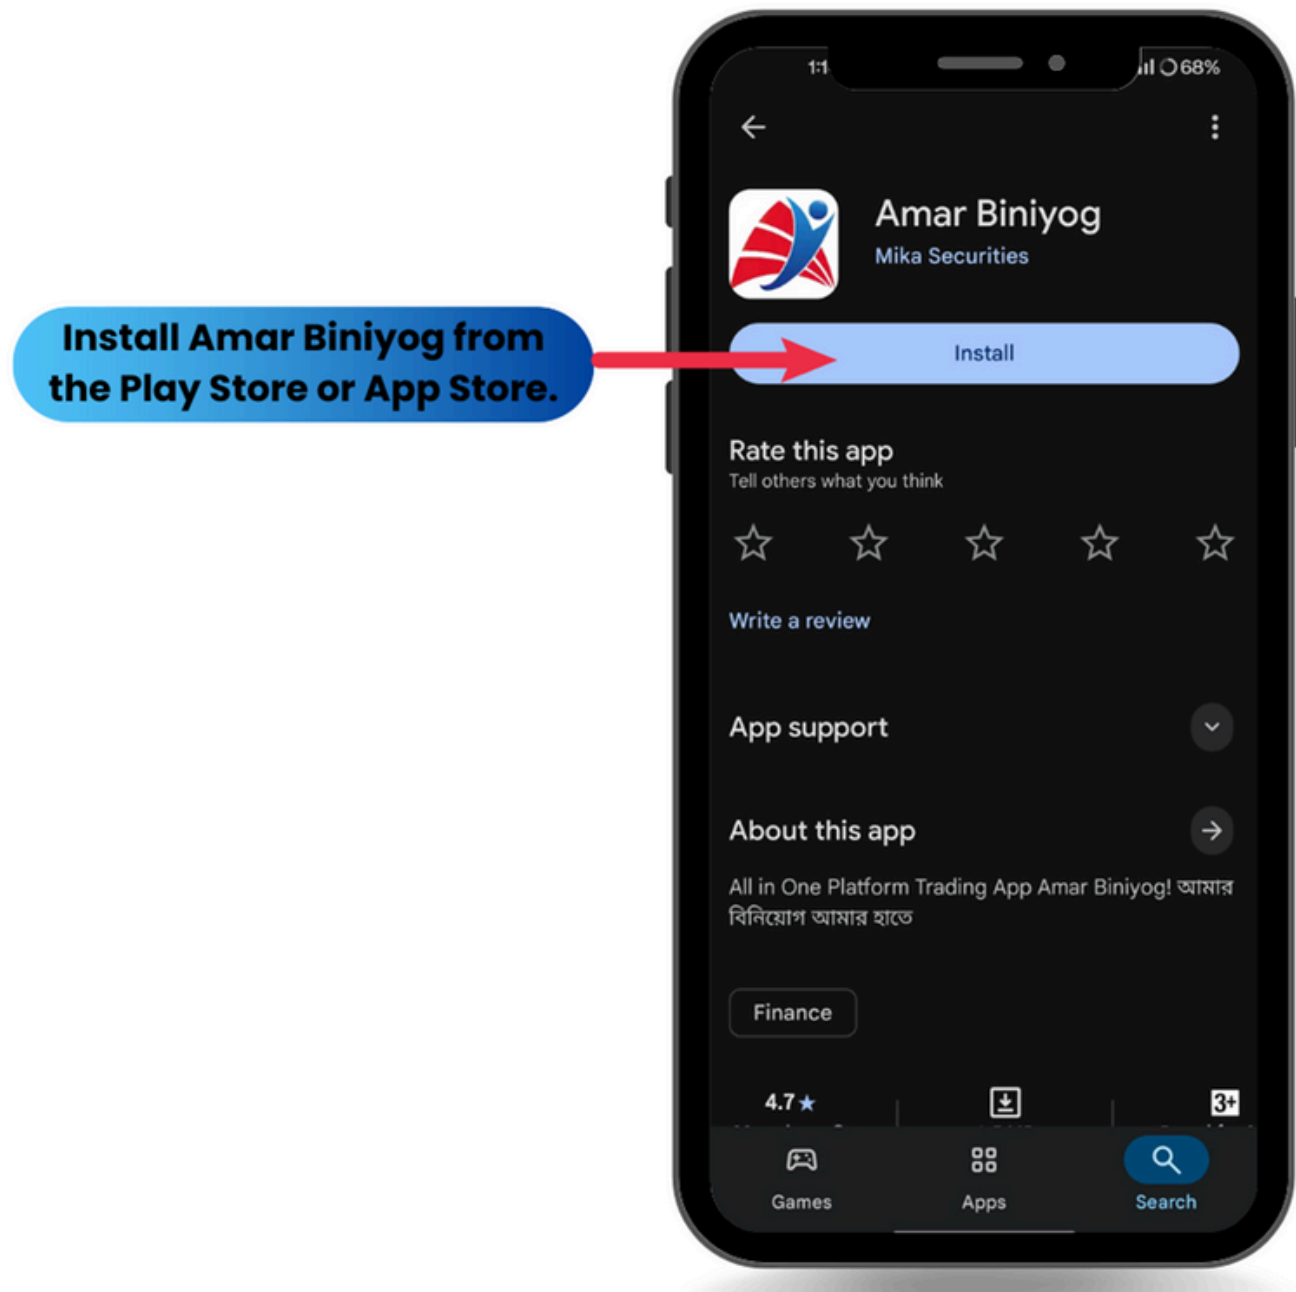 Install Amar Biniyog from
the Play Store or App Store.
68%
Amar Biniyog
Mika Securities
Install
Rate this app
Tell others what you think
Write a review
App support
About this app
All in One Platform Trading App Amar Biniyog! আমার
বিনিয়োগ আমার হাতে
Finance
4.7★
3+
Games
Apps
Search